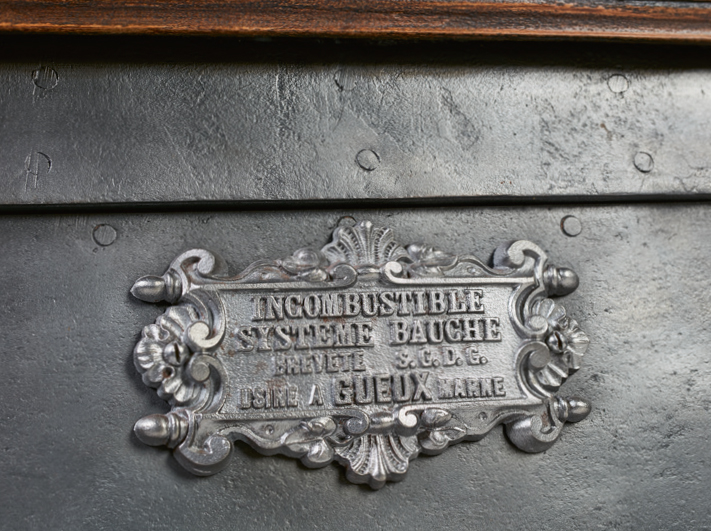 INCOMBUSTIBLE
SYSTEME BAUCHE
BREVETE S.G.D.G.
USINE A GUEUX MARNE